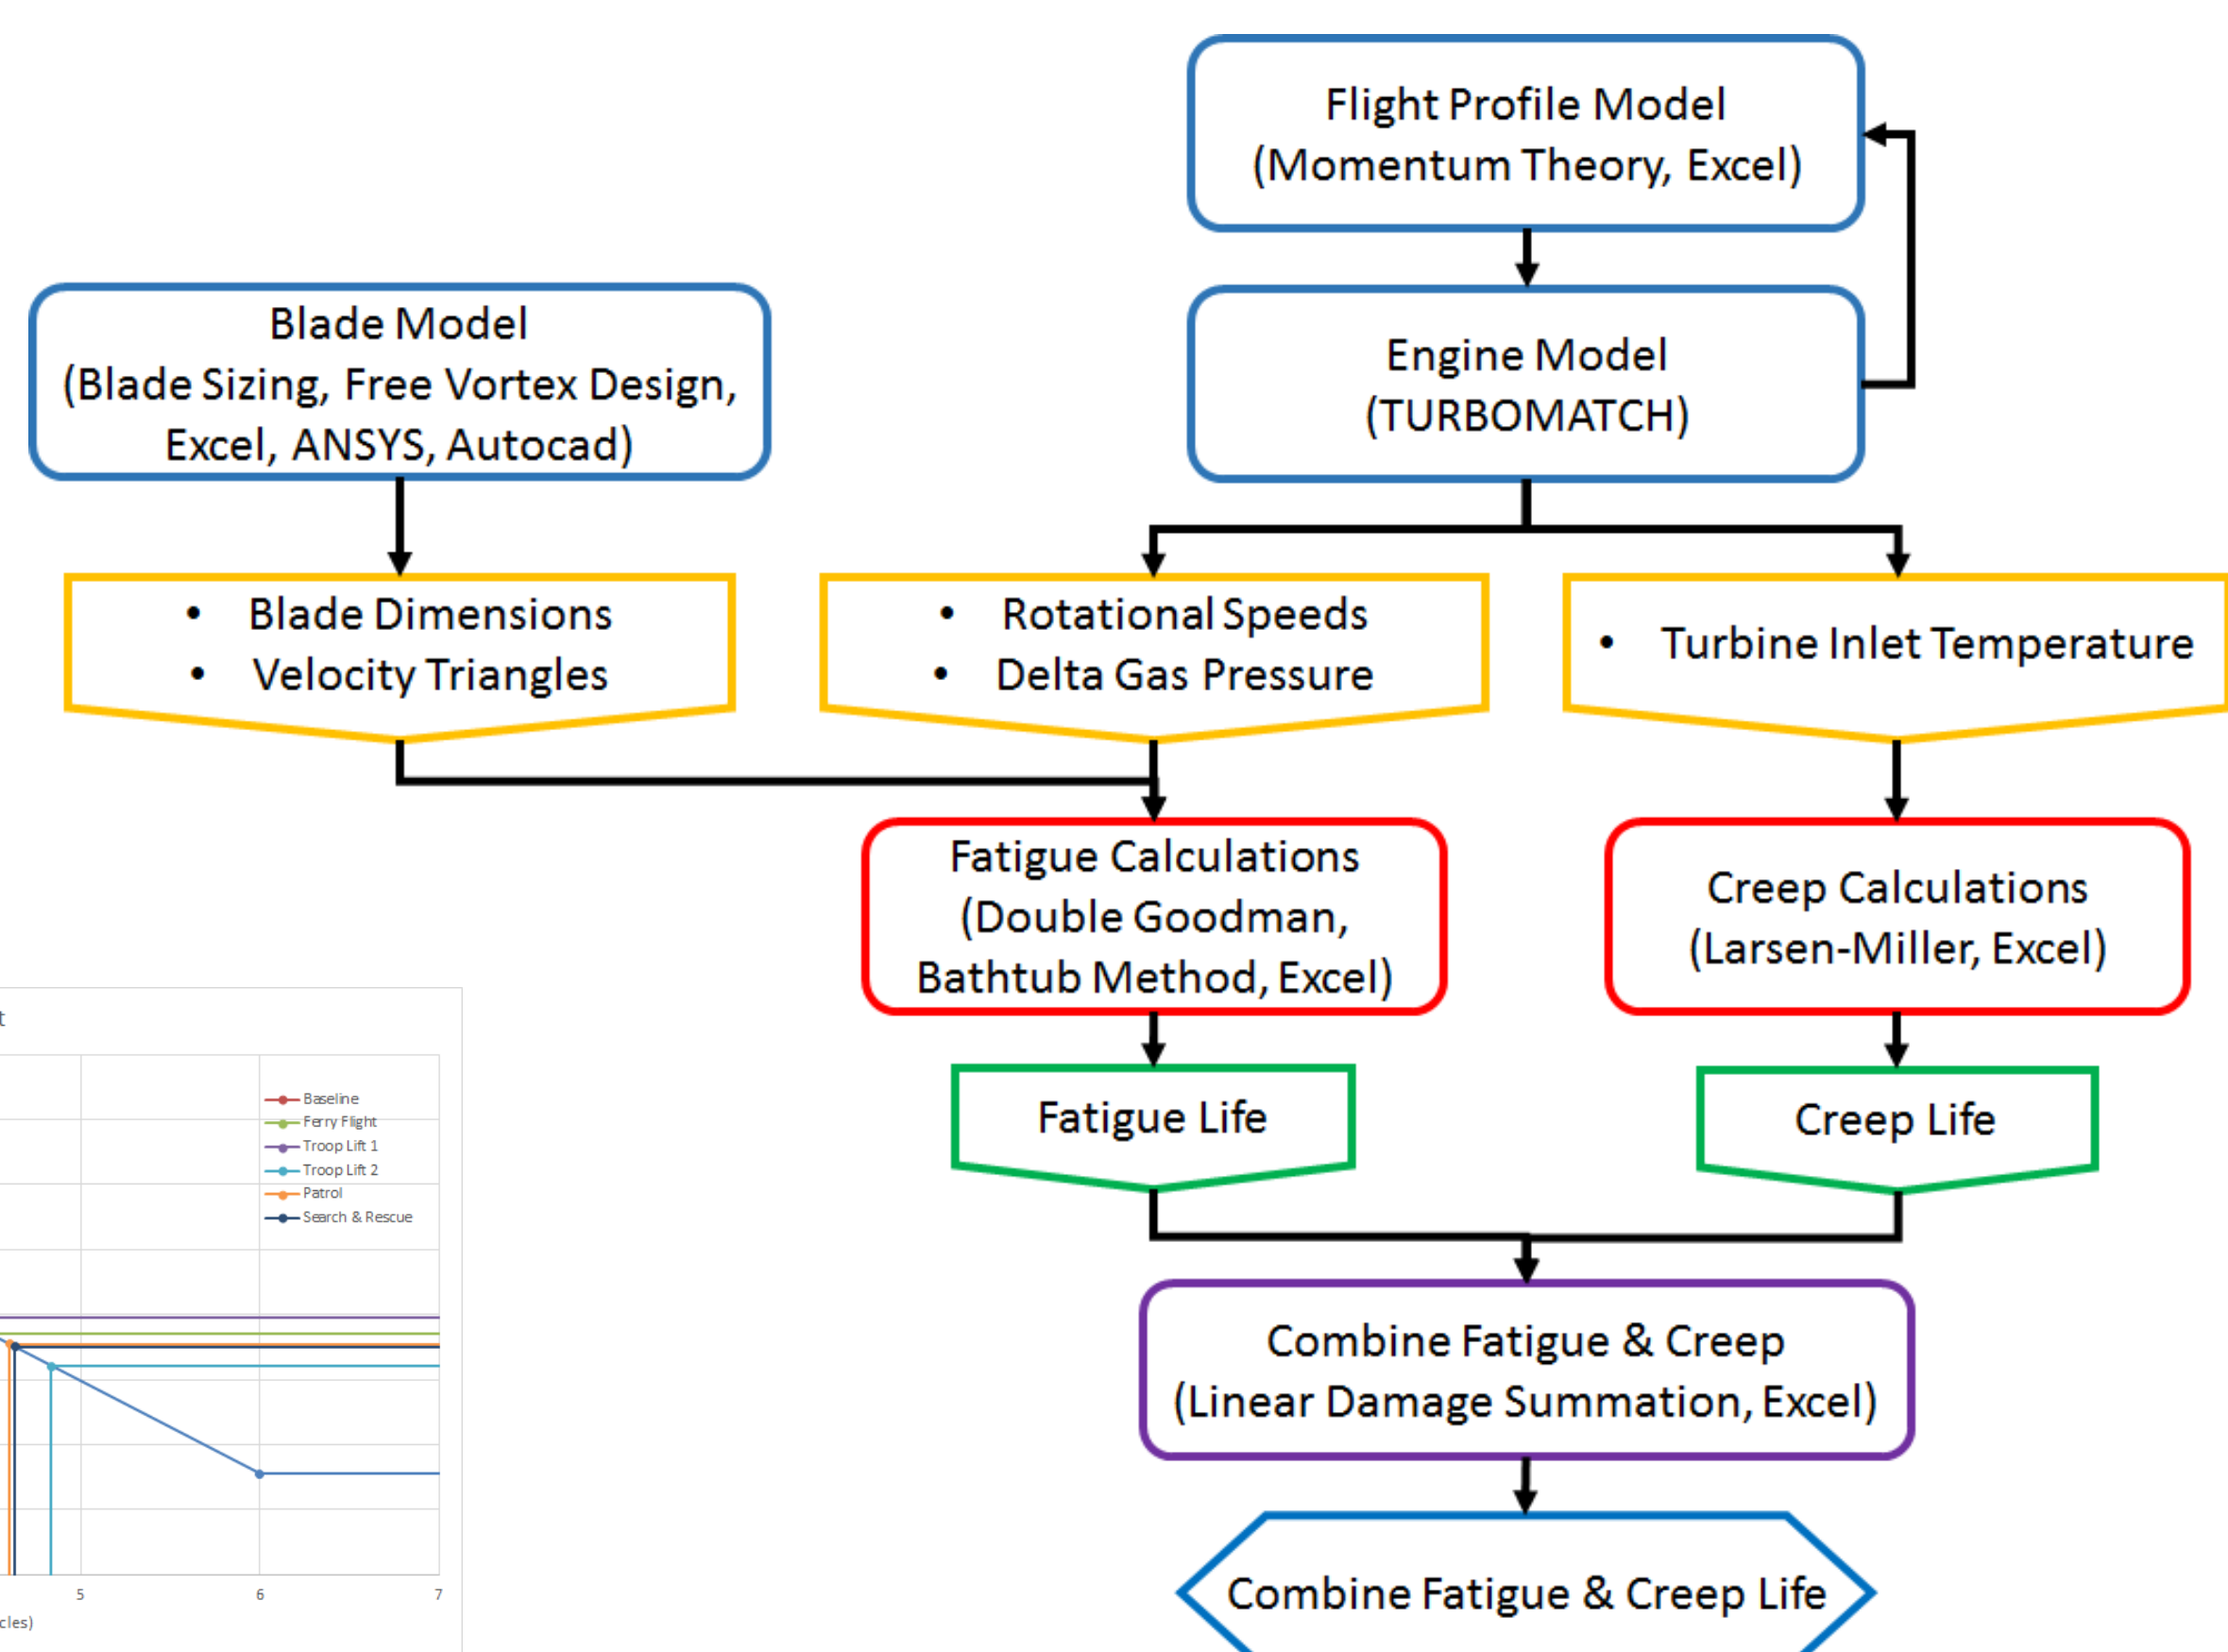 Flight Profile Model
(Momentum Theory, Excel)
Blade Model
(Blade Sizing, Free Vortex Design,
Excel, ANSYS, Autocad)
Engine Model
(TURBOMATCH)
• Blade Dimensions
• Velocity Triangles
• Rotational Speeds
• Delta Gas Pressure
• Turbine Inlet Temperature
Fatigue Calculations
(Double Goodman,
Bathtub Method, Excel)
Creep Calculations
(Larsen-Miller, Excel)
Fatigue Life
Creep Life
Combine Fatigue & Creep
(Linear Damage Summation, Excel)
Combine Fatigue & Creep Life
t
Baseline
Ferry Flight
Troop Lift 1
Troop Lift 2
Patrol
Search & Rescue
5 6 7
cles)